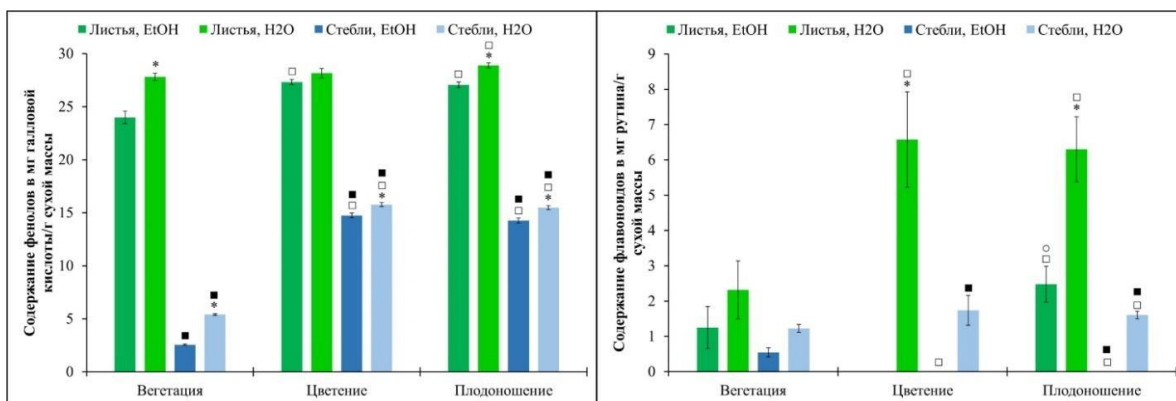 Листья, EtOH Листья, H2O Стебли, EtOH Стебли, H2O
Содержание фенолов в мг галловой
кислоты/г сухой массы
30
25
20
15
10
5
0
* □ □ * ■ □ ■ □ * ■ □ ■ □ *
■ ■ *
Вегетация Цветение Плодоношение
Листья, EtOH Листья, H2O Стебли, EtOH Стебли, H2O
Содержание флавоноидов в мг рутина/г
сухой массы
9
8
7
6
5
4
3
2
1
0
Вегетация Цветение Плодоношение